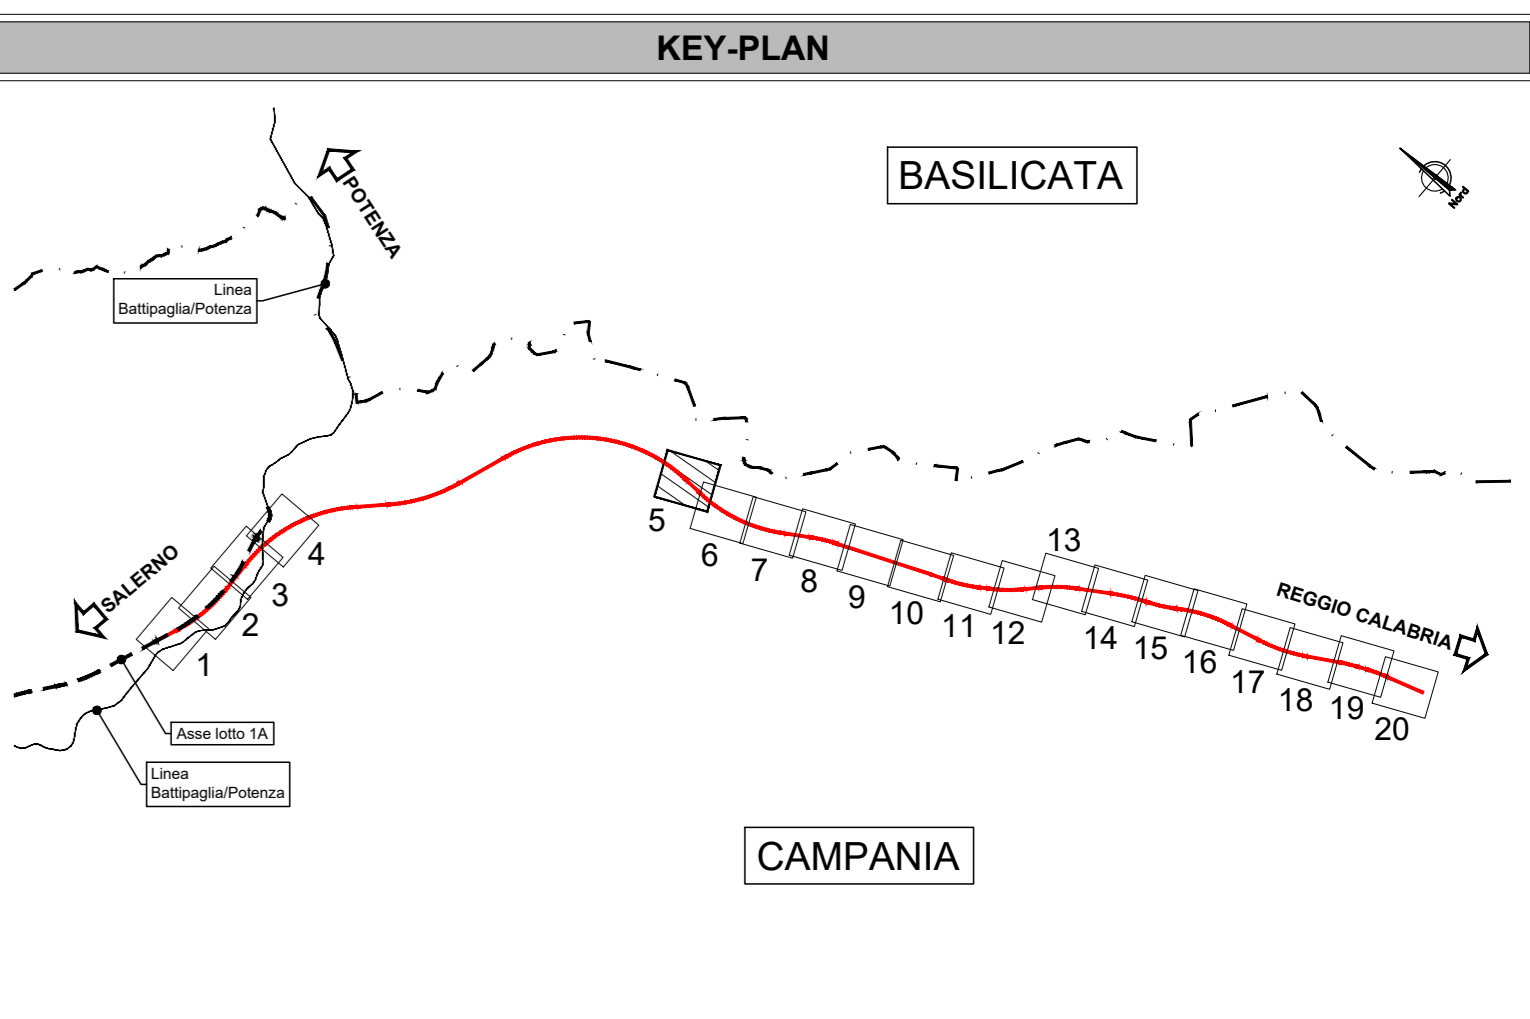 KEY-PLAN
BASILICATA
Nord
POTENZA
Linea
Battipaglia/Potenza
SALERNO
REGGIO CALABRIA
1
2
3
4
5
6
7
8
9
10
11
12
13
14
15
16
17
18
19
20
Asse lotto 1A
Linea
Battipaglia/Potenza
CAMPANIA